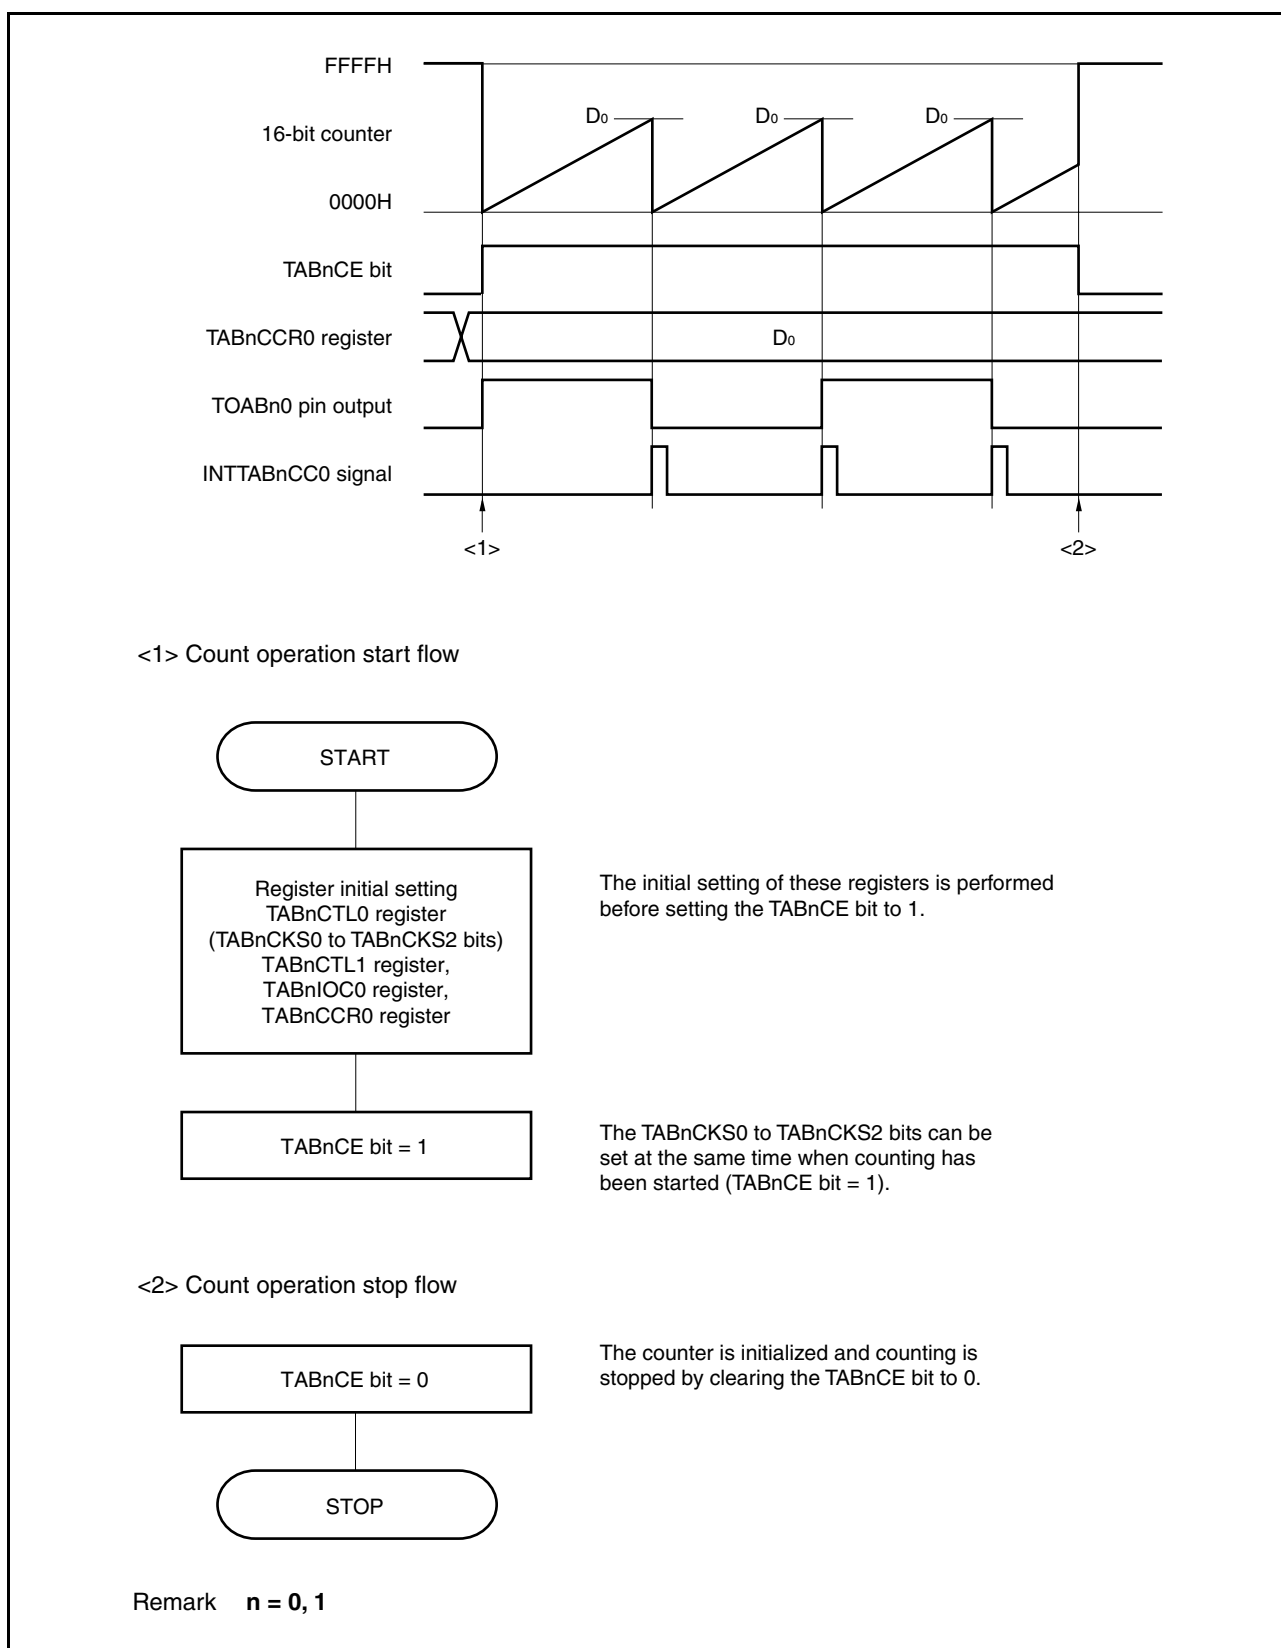 FFFFH
D0 D0 D0
16-bit counter
0000H
TABnCE bit
TABnCCR0 register D0
TOABn0 pin output
INTTABnCC0 signal
<1> <2>
<1> Count operation start flow
START
Register initial setting
TABnCTL0 register
(TABnCKS0 to TABnCKS2 bits)
TABnCTL1 register,
TABnIOC0 register,
TABnCCR0 register
The initial setting of these registers is performed
before setting the TABnCE bit to 1.
TABnCE bit = 1
The TABnCKS0 to TABnCKS2 bits can be
set at the same time when counting has
been started (TABnCE bit = 1).
<2> Count operation stop flow
TABnCE bit = 0
The counter is initialized and counting is
stopped by clearing the TABnCE bit to 0.
STOP
Remark n = 0, 1